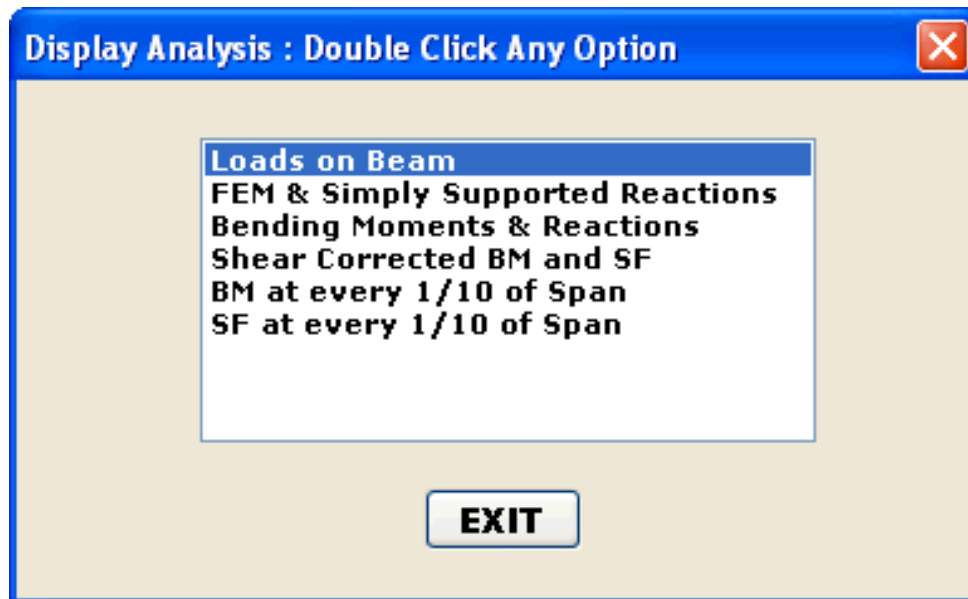 Display Analysis : Double Click Any Option
Loads on Beam
FEM & Simply Supported Reactions
Bending Moments & Reactions
Shear Corrected BM and SF
BM at every 1/10 of Span
SF at every 1/10 of Span
EXIT